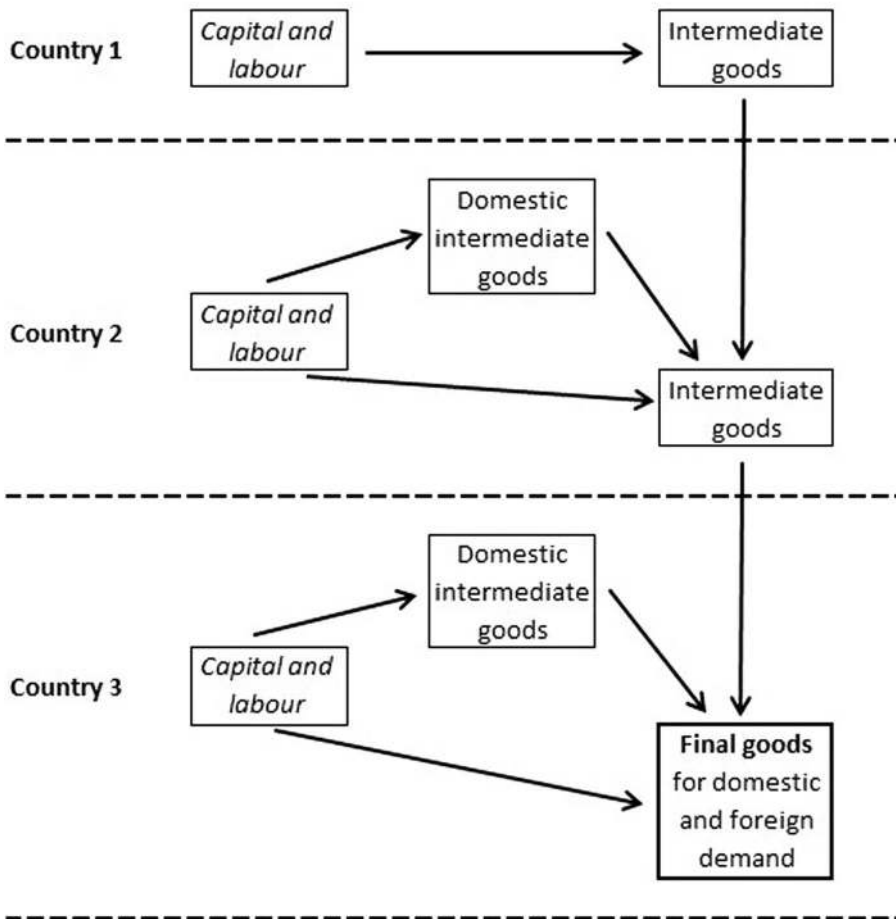 Country 1
Capital and
labour
Intermediate
goods
Domestic
intermediate
goods
Country 2
Capital and
labour
Intermediate
goods
Domestic
intermediate
goods
Country 3
Capital and
labour
Final goods
for domestic
and foreign
demand